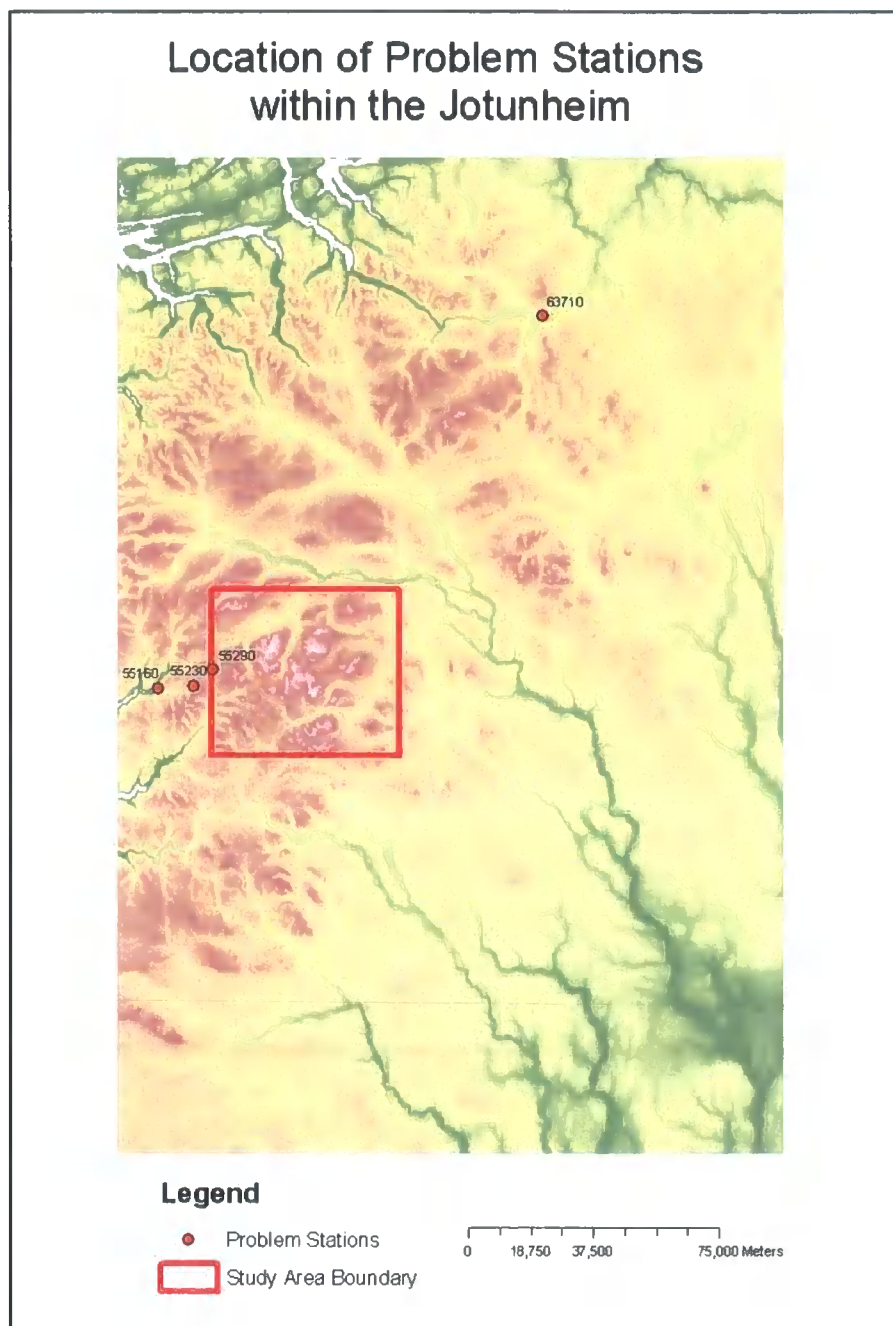 Location of Problem Stations
within the Jotunheim
63710
55290
55160 55230
Legend
Problem Stations
Study Area Boundary
0 18,750 37,500 75,000 Meters